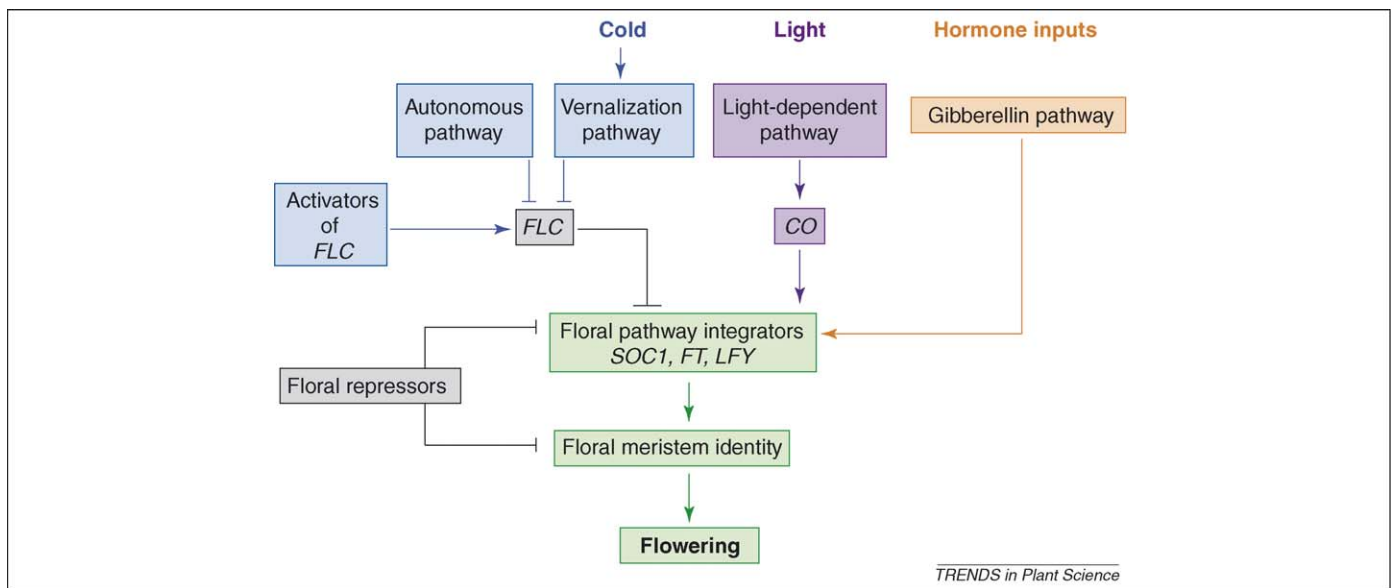 Cold
Light
Hormone inputs
Autonomous
pathway
Vernalization
pathway
Light-dependent
pathway
Gibberellin pathway
Activators
of
FLC
FLC
CO
Floral pathway integrators
SOC1, FT, LFY
Floral repressors
Floral meristem identity
Flowering
TRENDS in Plant Science